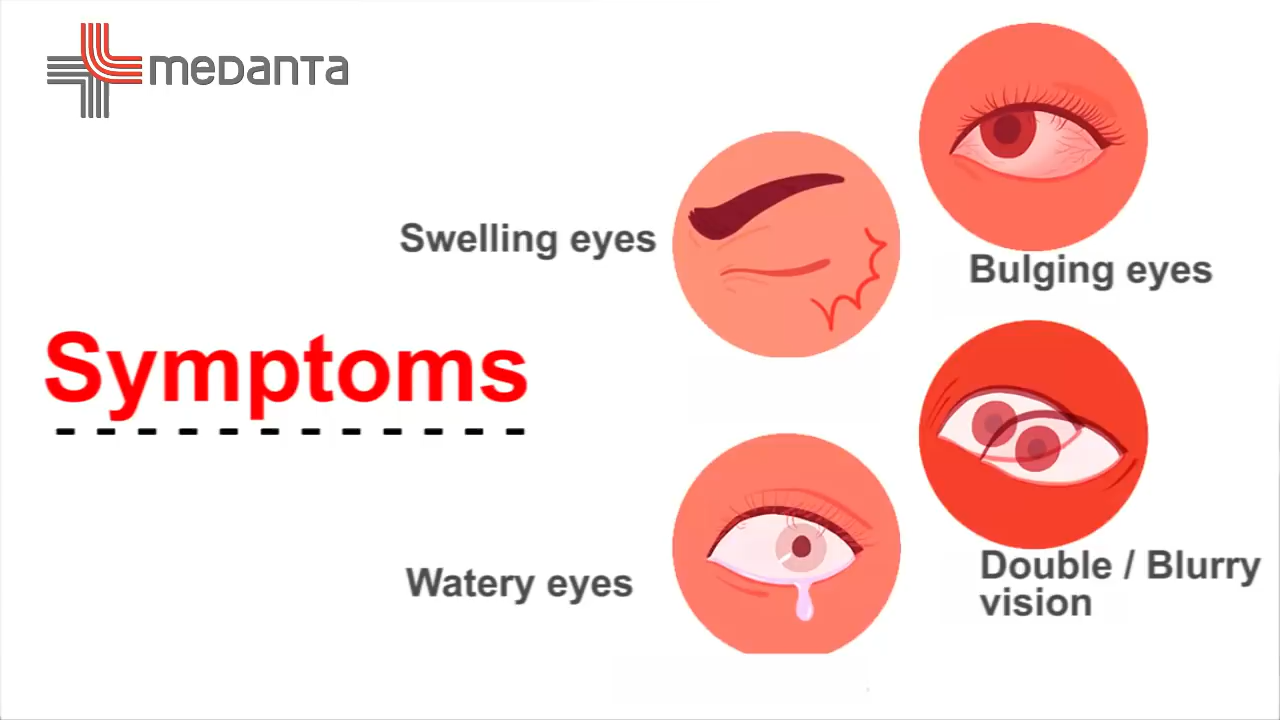 meDanTa
Swelling eyes
Bulging eyes
Symptoms
Watery eyes
Double / Blurry
vision